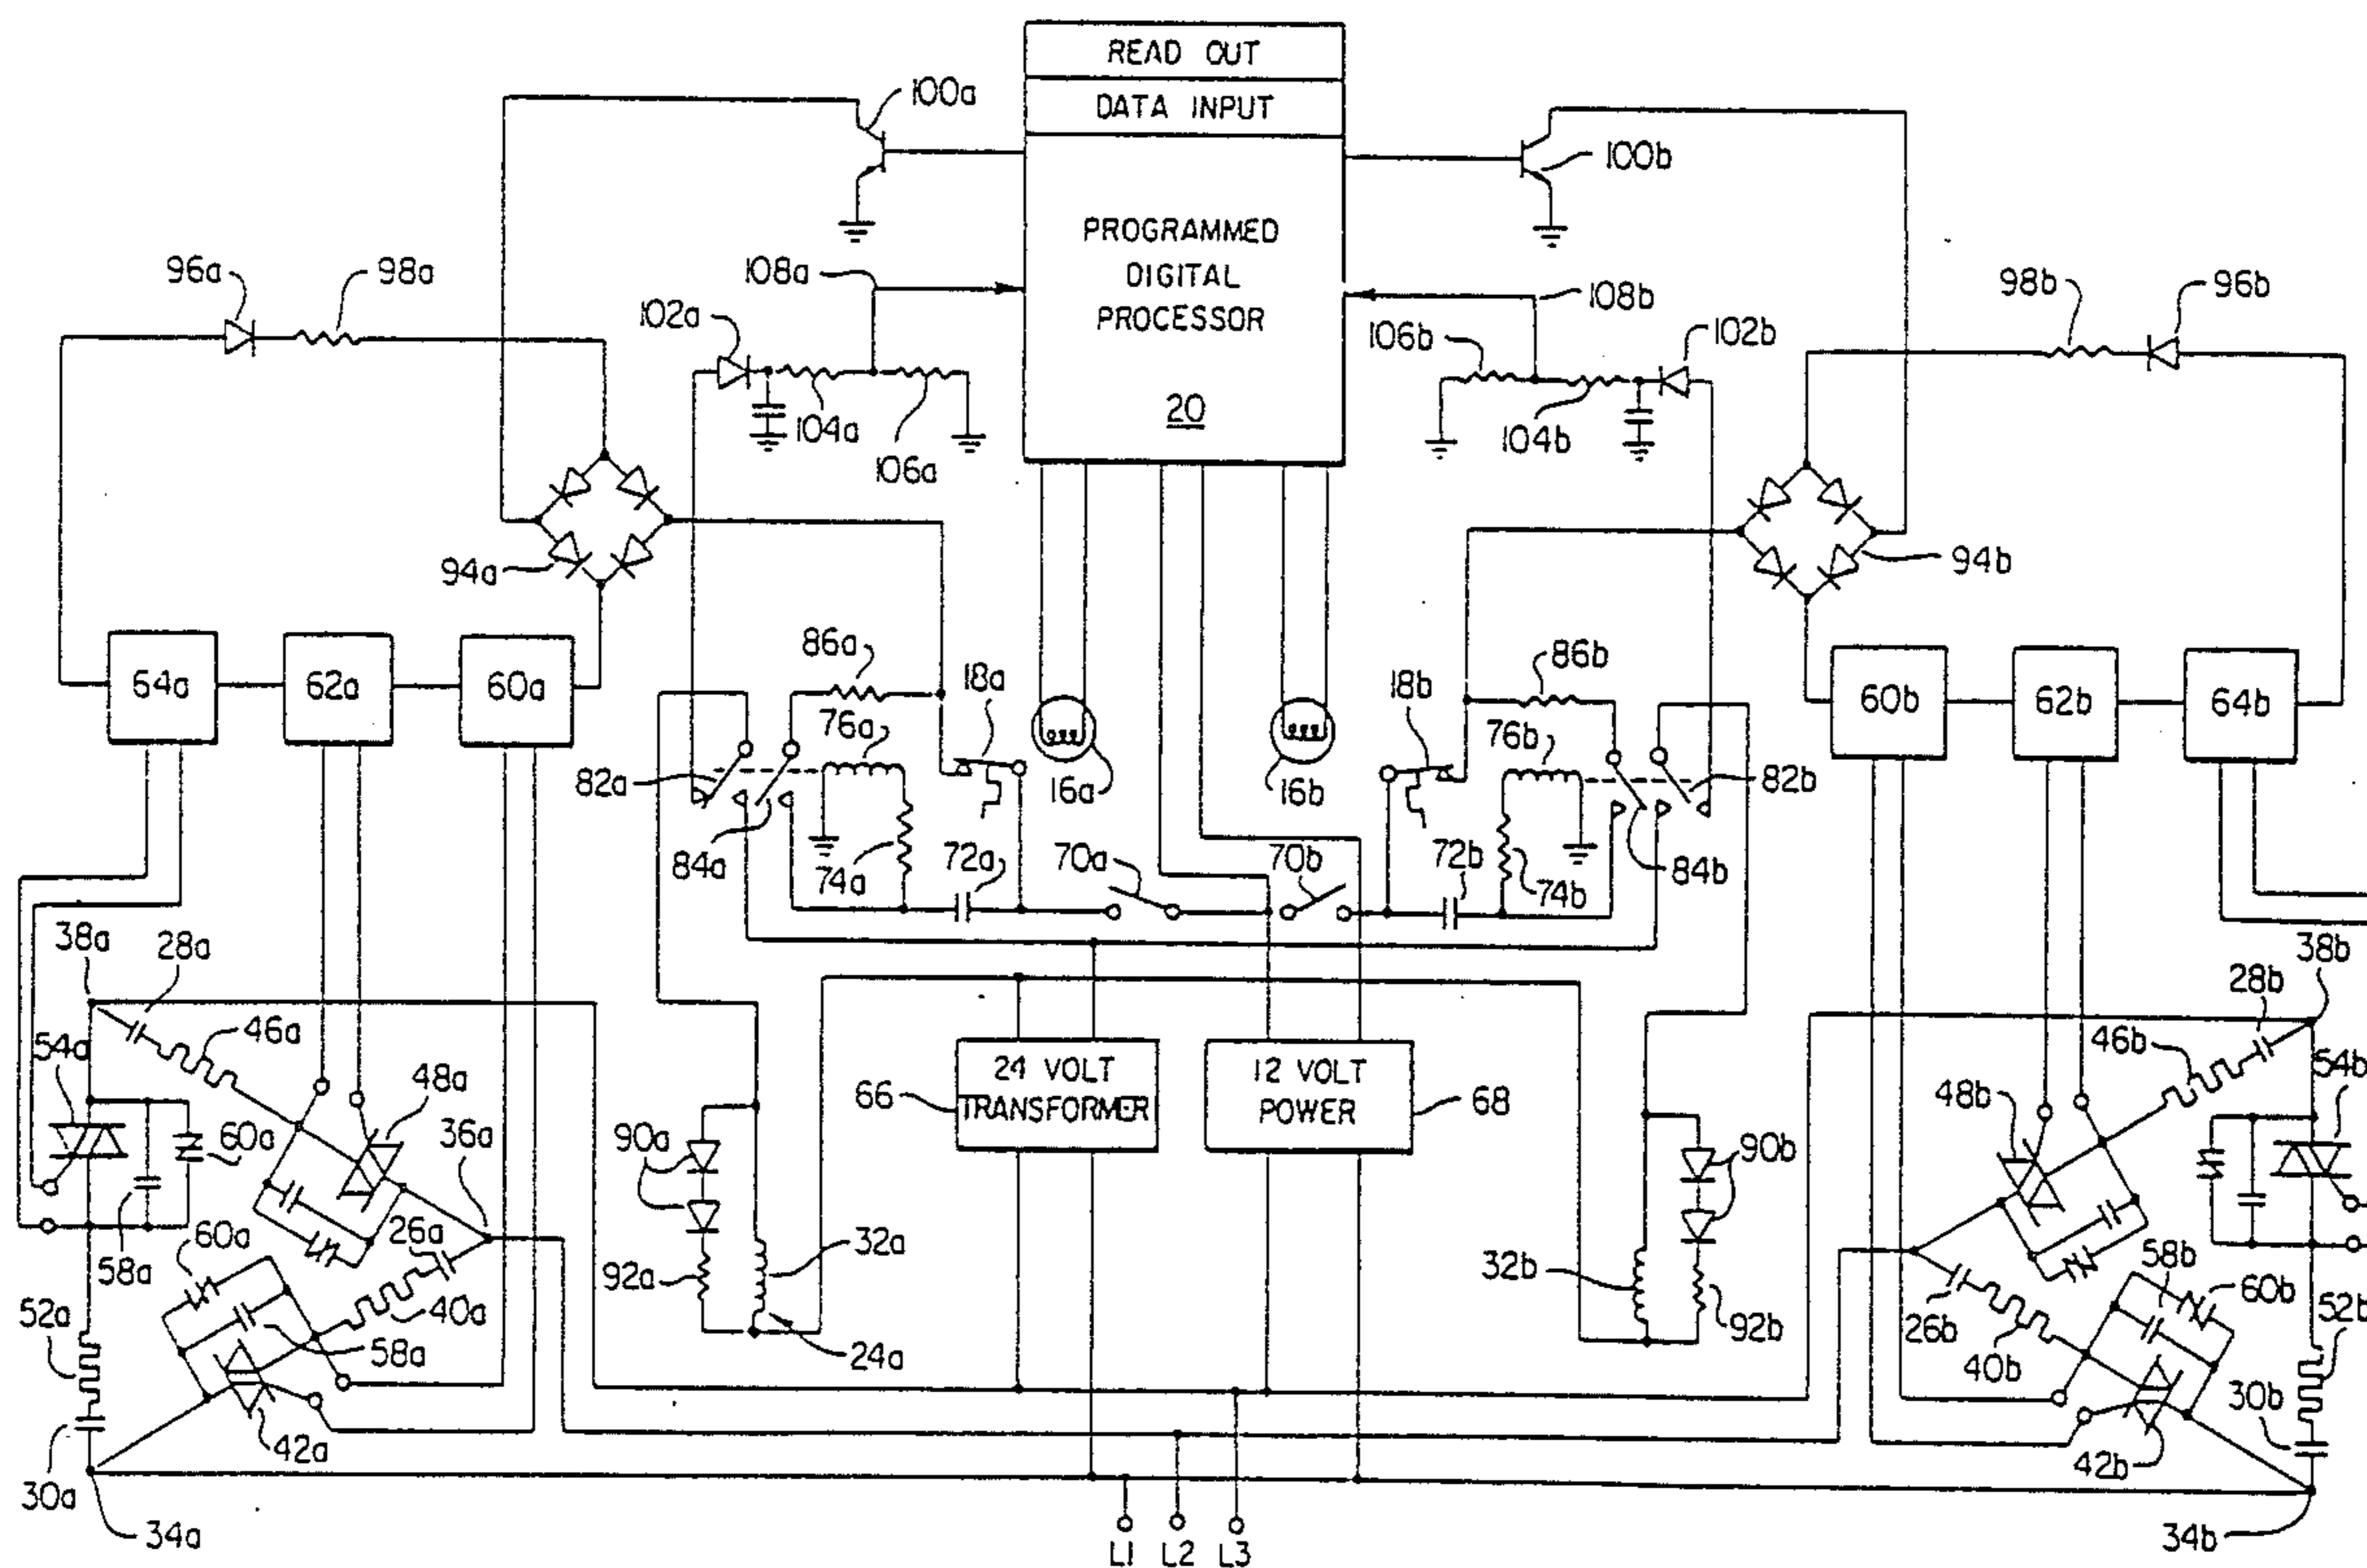 READ OUT
DATA INPUT
PROGRAMMED
DIGITAL
PROCESSOR
20
100a
100b
96a
98a
108a
108b
98b
96b
102a
106b
102b
104a
106a
104b
94a
94b
64a
62a
60a
86a
18a
76a
82a
84a
74a
72a
70a
16a
16b
70b
18b
86b
76b
82b
84b
72b
74b
60b
62b
64b
38a
28a
46a
54a
48a
36a
60a
58a
26a
60a
40a
58a
52a
42a
30a
34a
90a
92a
32a
24a
66
24 VOLT
TRANSFORMER
12 VOLT
POWER
68
32b
90b
92b
38b
28b
46b
54b
48b
58b
60b
26b
40b
52b
30b
42b
34b
L1 L2 L3